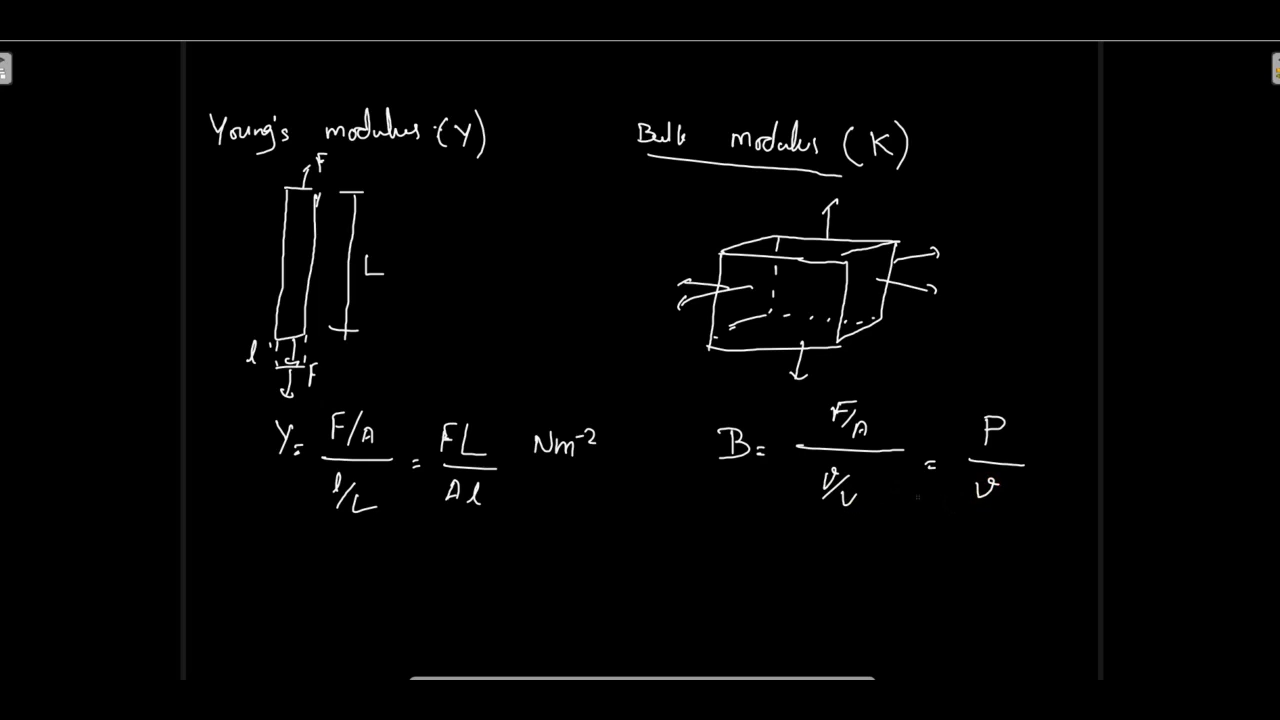 Young's modulus (Y)
F
L
l
F
Y = F/A / l/L = FL / Al Nm⁻²
Bulk modulus (K)
B = F/A / v/V = P / v